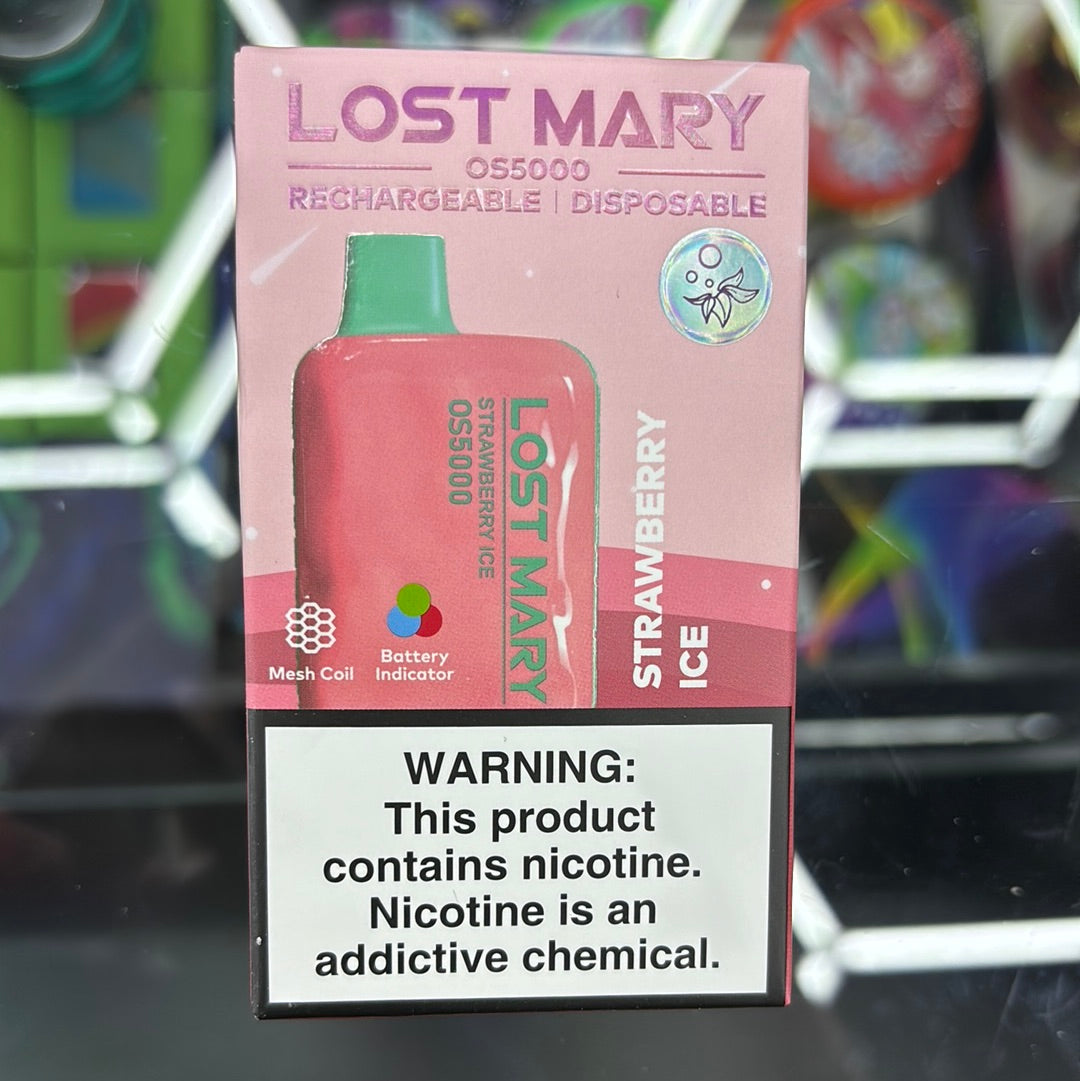 LOST MARY
OS5000
RECHARGEABLE | DISPOSABLE
LOST MARY
STRAWBERRY ICE
OS5000
STRAWBERRY
ICE
Mesh Coil
Battery
Indicator
WARNING:
This product
contains nicotine.
Nicotine is an
addictive chemical.